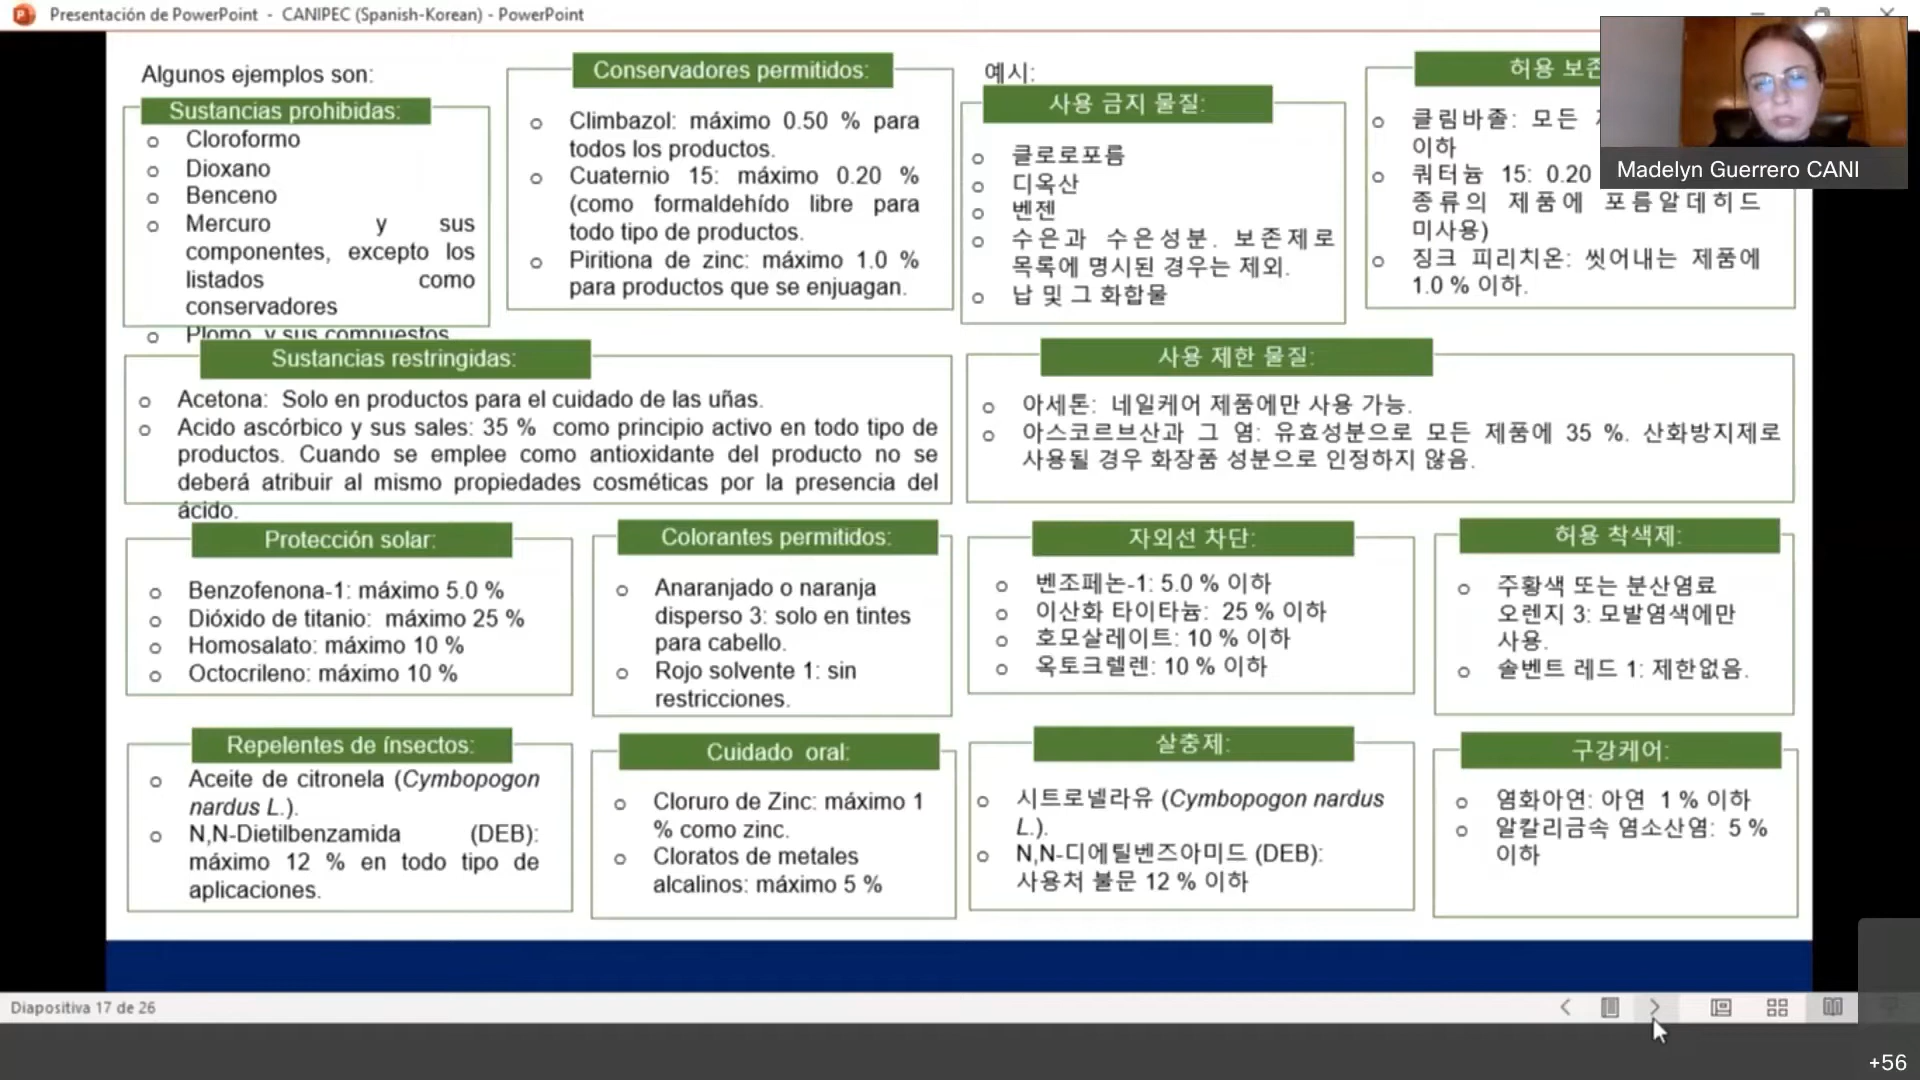 Presentación de PowerPoint - CANIPEC (Spanish-Korean) - PowerPoint
Madelyn Guerrero CANI
Algunos ejemplos son:
Sustancias prohibidas:
Cloroformo
Dioxano
Benceno
Mercuro y sus
componentes, excepto los
listados como
conservadores
Plomo y sus compuestos
Conservadores permitidos:
Climbazol: máximo 0.50 % para
todos los productos.
Cuaternio 15: máximo 0.20 %
(como formaldehído libre para
todo tipo de productos.
Piritiona de zinc: máximo 1.0 %
para productos que se enjuagan.
예시:
사용 금지 물질:
클로로포름
디옥산
벤젠
수은과 수은성분. 보존제로
목록에 명시된 경우는 제외.
납 및 그 화합물
허용
클림바졸: 모든
이하
쿼터늄 15: 0.20
종류의 제품에 포름알데히드
미사용)
징크 피리치온: 씻어내는 제품에
1.0 % 이하.
Sustancias restringidas:
Acetona: Solo en productos para el cuidado de las uñas.
Acido ascórbico y sus sales: 35 % como principio activo en todo tipo de
productos. Cuando se emplee como antioxidante del producto no se
deberá atribuir al mismo propiedades cosméticas por la presencia del
ácido.
사용 제한 물질:
아세톤: 네일케어 제품에만 사용 가능.
아스코르브산과 그 염: 유효성분으로 모든 제품에 35 %. 산화방지제로
사용될 경우 화장품 성분으로 인정하지 않음.
Protección solar:
Benzofenona-1: máximo 5.0 %
Dióxido de titanio: máximo 25 %
Homosalato: máximo 10 %
Octocrileno: máximo 10 %
Colorantes permitidos:
Anaranjado o naranja
disperso 3: solo en tintes
para cabello.
Rojo solvente 1: sin
restricciones.
자외선 차단:
벤조페논-1: 5.0 % 이하
이산화 타이타늄: 25 % 이하
호모살레이트: 10 % 이하
옥토크렐렌: 10 % 이하
허용 착색제:
주황색 또는 분산염료
오렌지 3: 모발염색에만
사용.
솔벤트 레드 1: 제한없음.
Repelentes de ínsectos:
Aceite de citronela (Cymbopogon
nardus L.).
N,N-Dietilbenzamida (DEB):
máximo 12 % en todo tipo de
aplicaciones.
Cuidado oral:
Cloruro de Zinc: máximo 1
% como zinc.
Cloratos de metales
alcalinos: máximo 5 %
살충제:
시트로넬라유 (Cymbopogon nardus
L.).
N,N-디에틸벤즈아미드 (DEB):
사용처 불문 12 % 이하
구강케어:
염화아연: 아연 1 % 이하
알칼리금속 염소산염: 5 %
이하
Diapositiva 17 de 26
+56